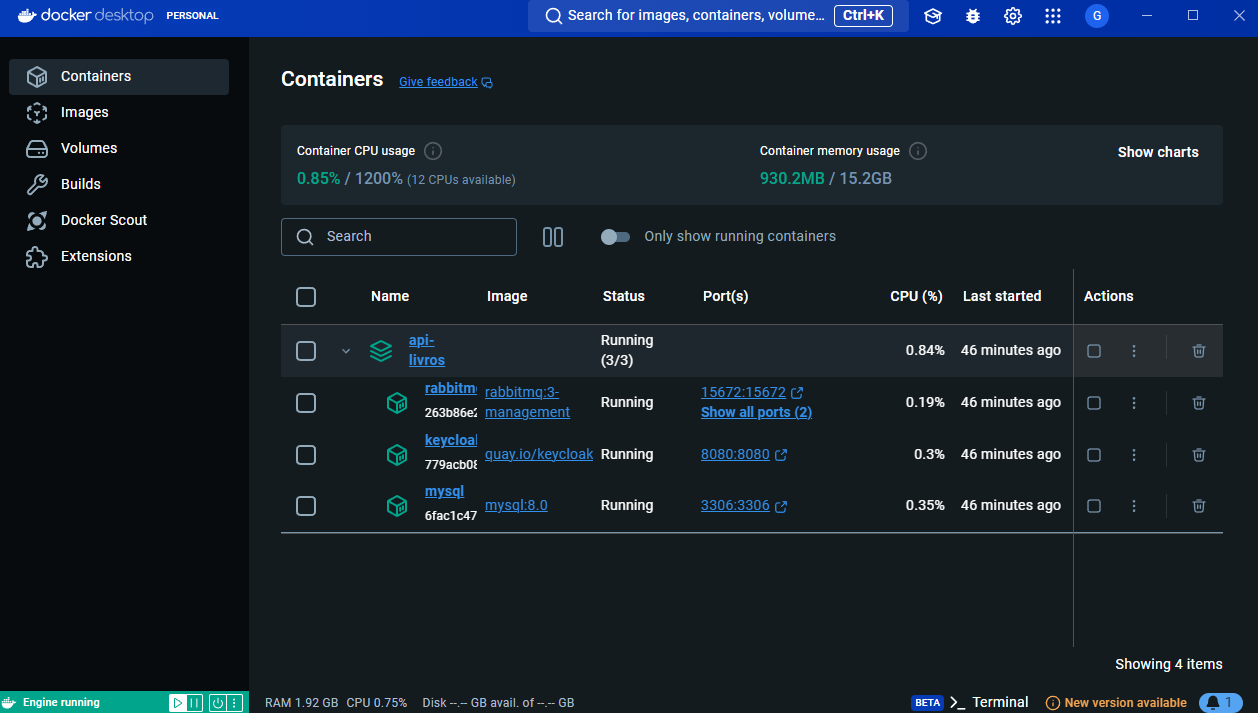 docker desktop PERSONAL
Search for images, containers, volume... Ctrl+K
G
Containers
Images
Volumes
Builds
Docker Scout
Extensions
Containers Give feedback
Container CPU usage
0.85% / 1200% (12 CPUs available)
Container memory usage
930.2MB / 15.2GB
Show charts
Search
Only show running containers
Name Image Status Port(s) CPU (%) Last started Actions
api-
livros
Running
(3/3)
0.84% 46 minutes ago
rabbitm
263b86e2
rabbitmq:3-
management
Running
15672:15672
Show all ports (2)
0.19% 46 minutes ago
keycloal
779acb08
quay.io/keycloak
Running
8080:8080
0.3% 46 minutes ago
mysql
6fac1c47
mysql:8.0
Running
3306:3306
0.35% 46 minutes ago
Showing 4 items
Engine running
RAM 1.92 GB CPU 0.75% Disk --.-- GB avail. of --.-- GB
BETA >_ Terminal
New version available
1